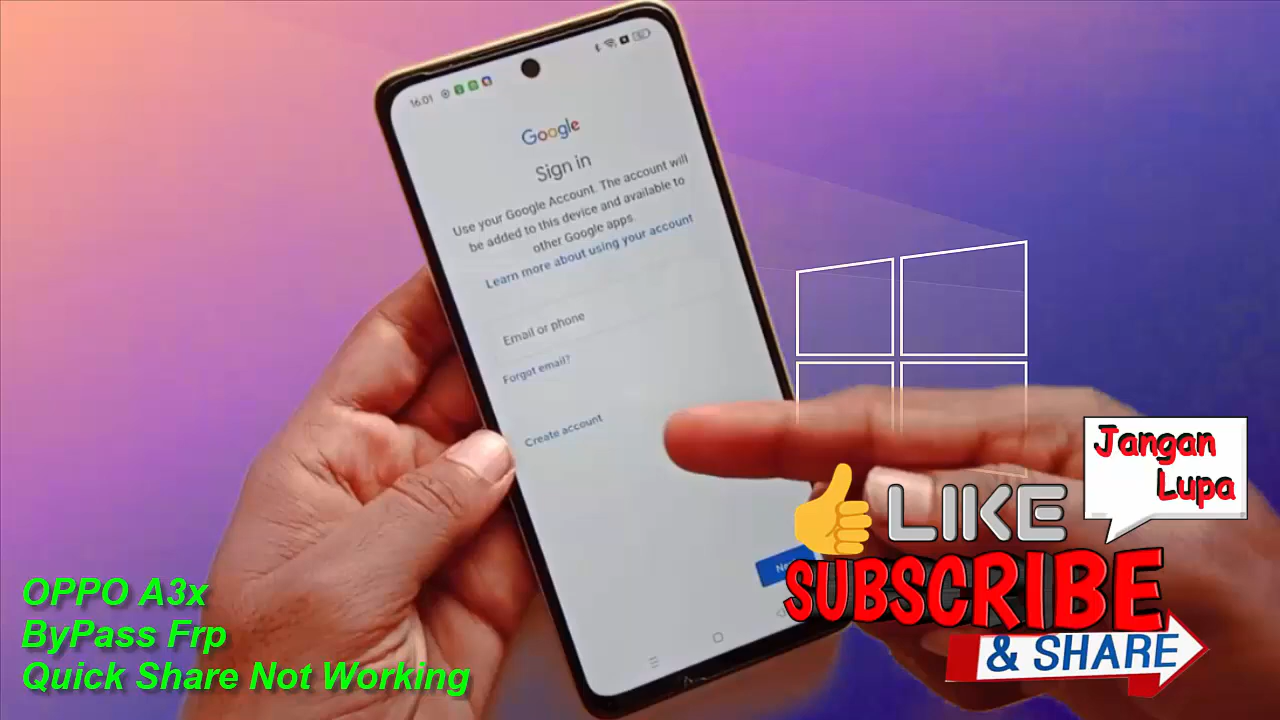 16:01
Google
Sign in
Use your Google Account. The account will
be added to this device and available to
other Google apps.
Learn more about using your account
Email or phone
Forgot email?
Create account
Jangan
Lupa
LIKE
SUBSCRIBE
& SHARE
OPPO A3x
ByPass Frp
Quick Share Not Working